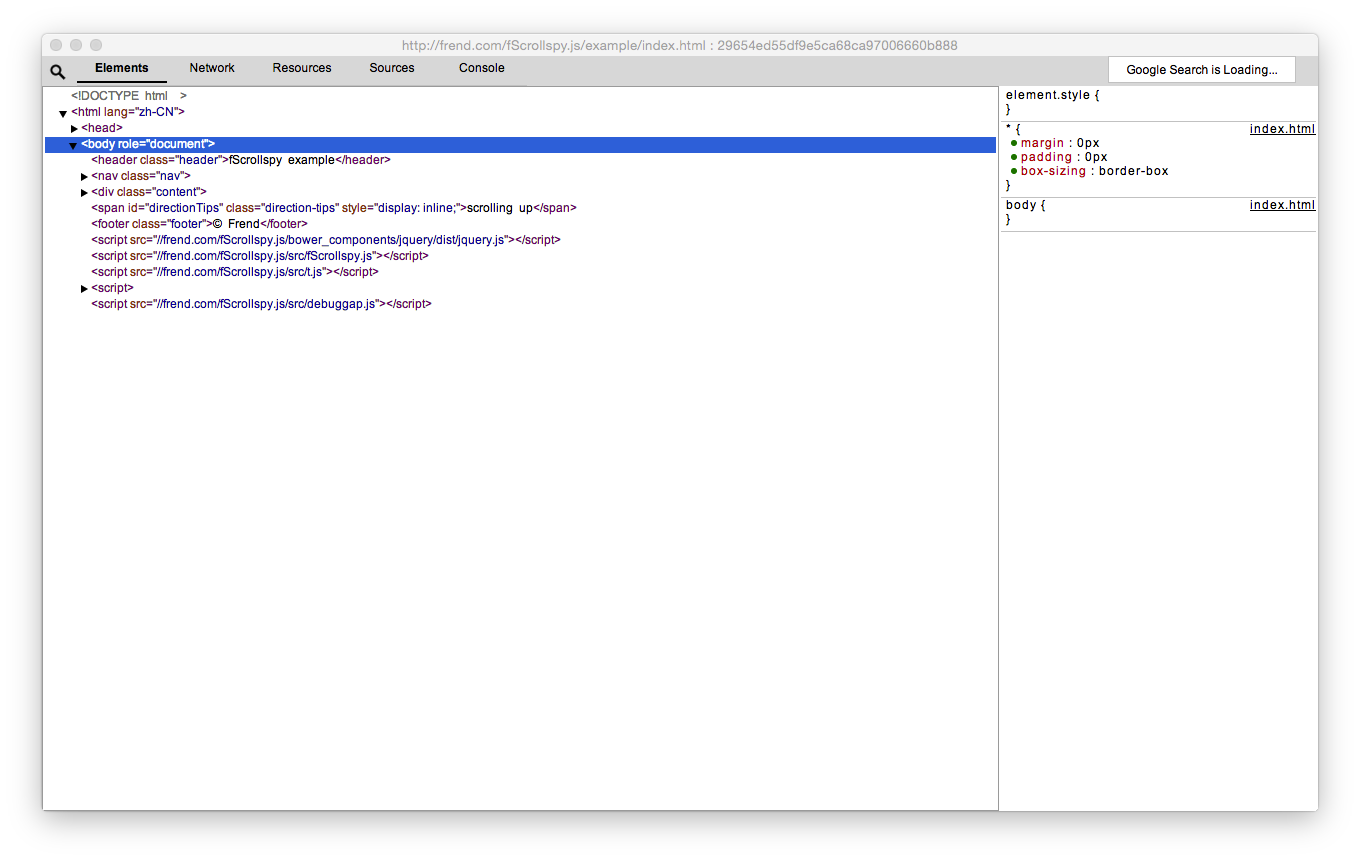 http://frend.com/fScrollspy.js/example/index.html : 29654ed55df9e5ca68ca97006660b888
Elements Network Resources Sources Console Google Search is Loading...
<!DOCTYPE html >
<html lang="zh-CN">
<head>
<body role="document">
<header class="header">fScrollspy example</header>
<nav class="nav">
<div class="content">
<span id="directionTips" class="direction-tips" style="display: inline;">scrolling up</span>
<footer class="footer">© Frend</footer>
<script src="//frend.com/fScrollspy.js/bower_components/jquery/dist/jquery.js"></script>
<script src="//frend.com/fScrollspy.js/src/fScrollspy.js"></script>
<script src="//frend.com/fScrollspy.js/src/t.js"></script>
<script>
<script src="//frend.com/fScrollspy.js/src/debuggap.js"></script>
element.style {
}
* { index.html
margin : 0px
padding : 0px
box-sizing : border-box
}
body { index.html
}